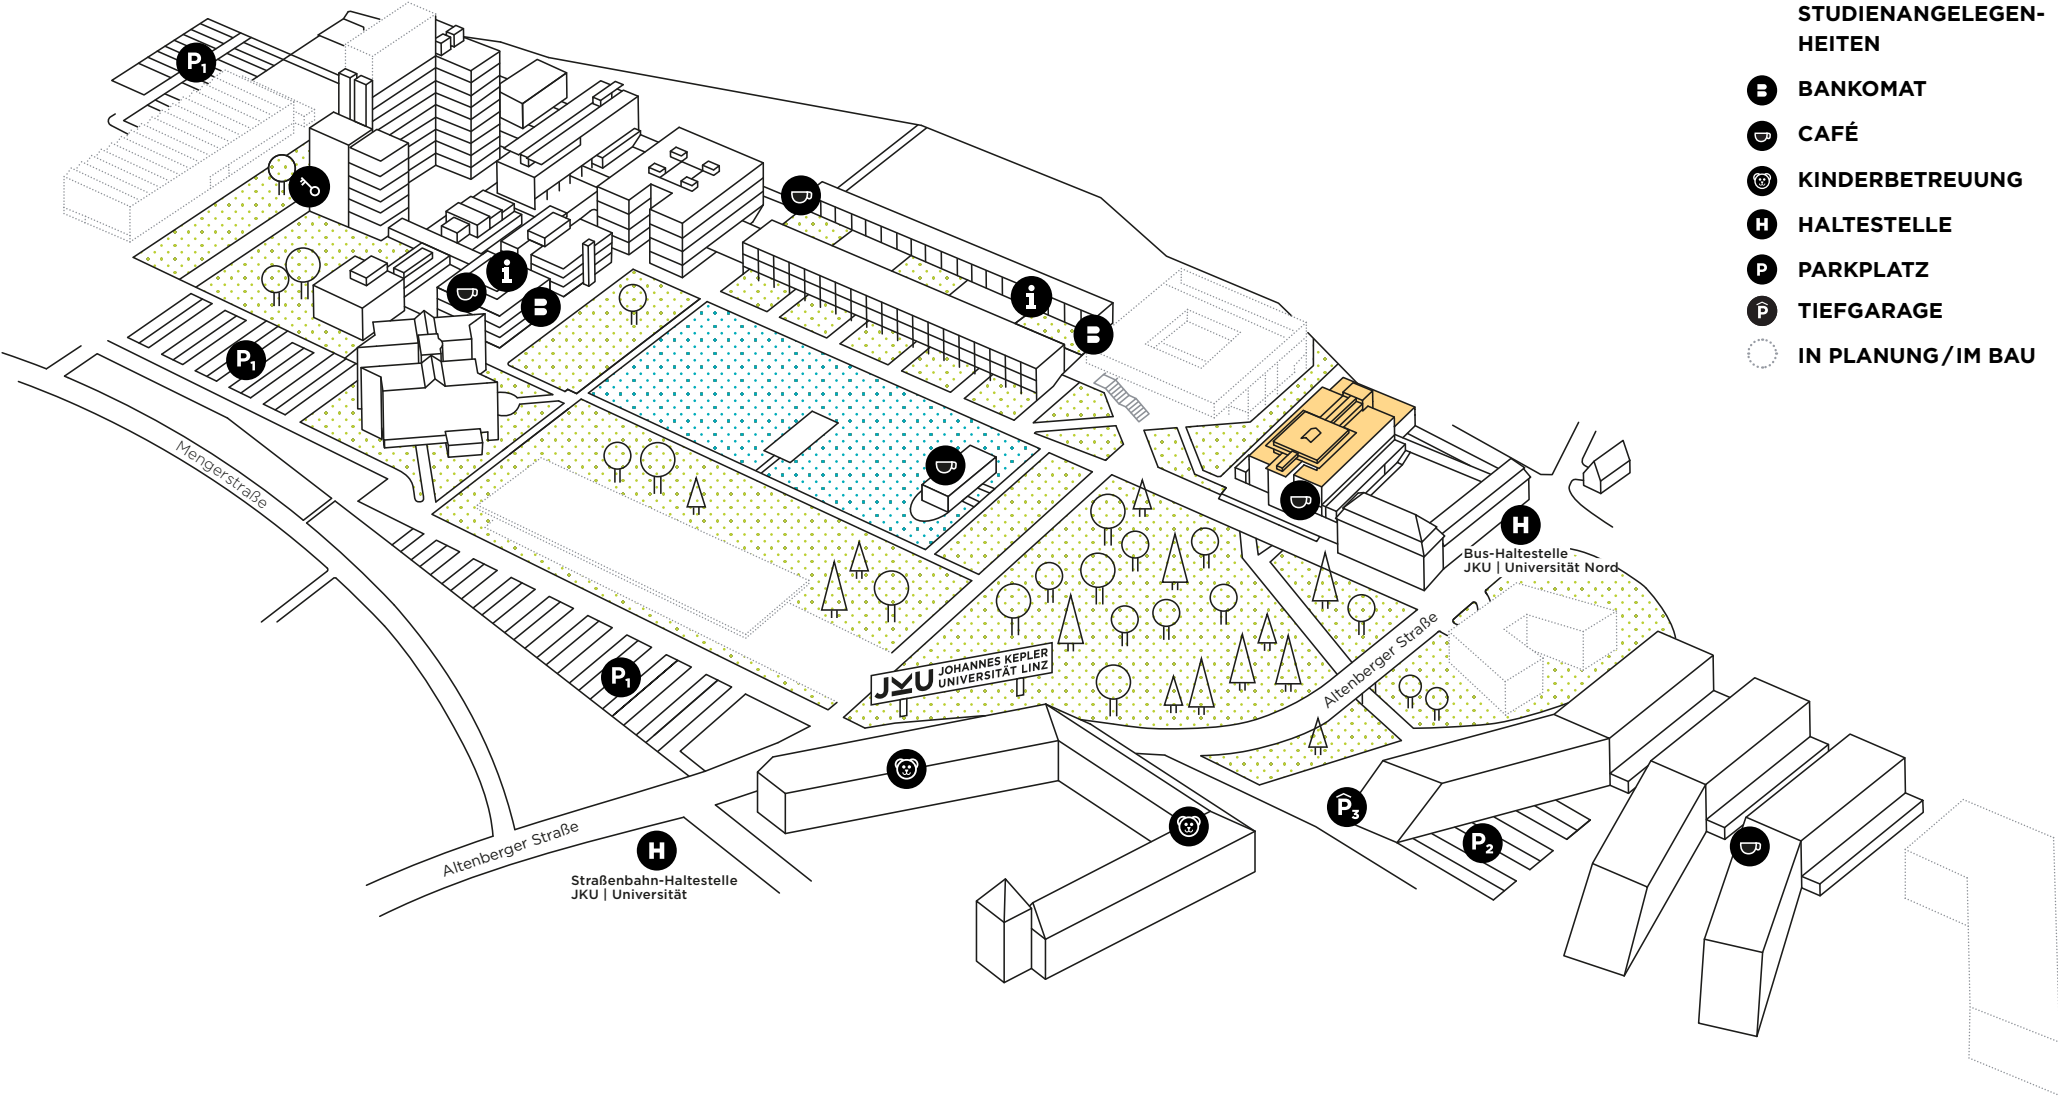 STUDIENANGELEGEN-
HEITEN
B BANKOMAT
CAFÉ
KINDERBETREUUNG
H HALTESTELLE
P PARKPLATZ
P TIEFGARAGE
IN PLANUNG/IM BAU
P1
i
B
P1
i
B
Mengerstraße
H
Bus-Haltestelle
JKU | Universität Nord
Altenberger Straße
P1
JKU JOHANNES KEPLER
UNIVERSITÄT LINZ
P3
P2
Altenberger Straße
H
Straßenbahn-Haltestelle
JKU | Universität